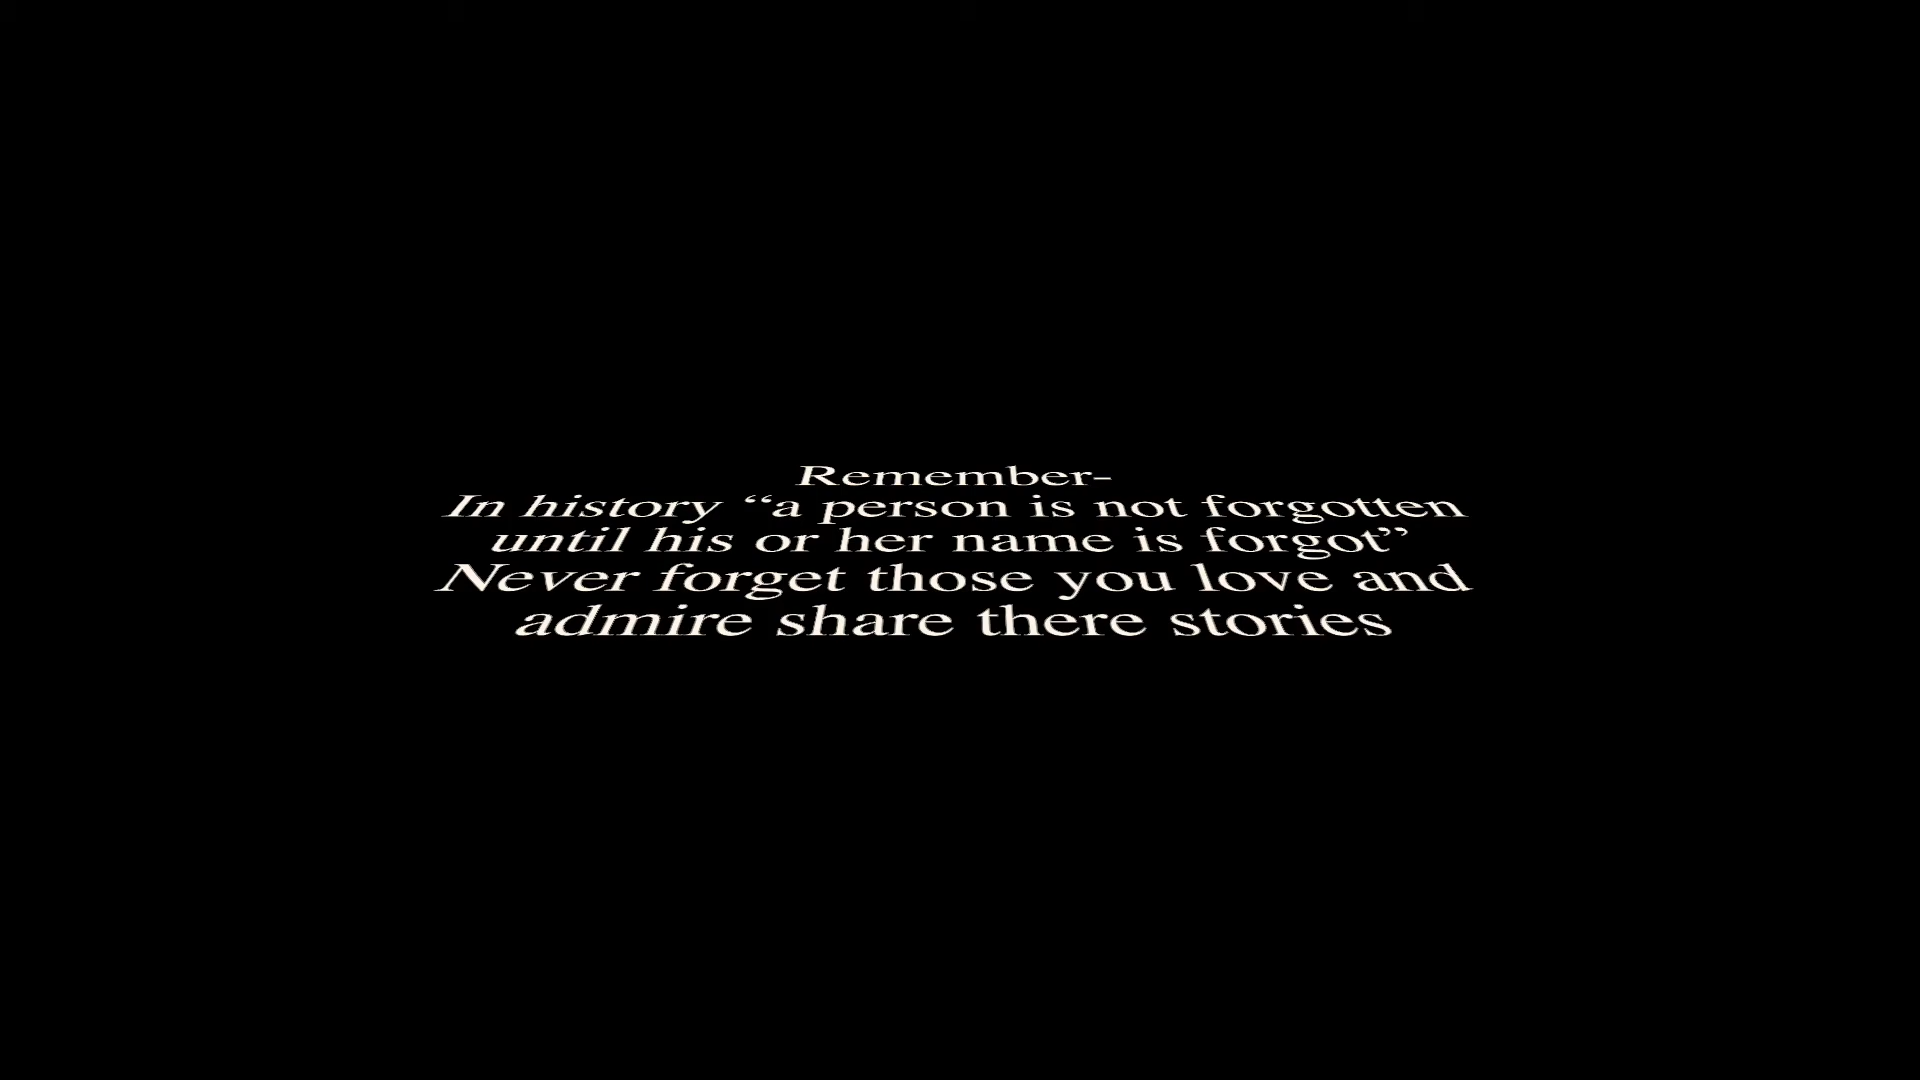 Remember-
In history “a person is not forgotten
until his or her name is forgot”
Never forget those you love and
admire share there stories